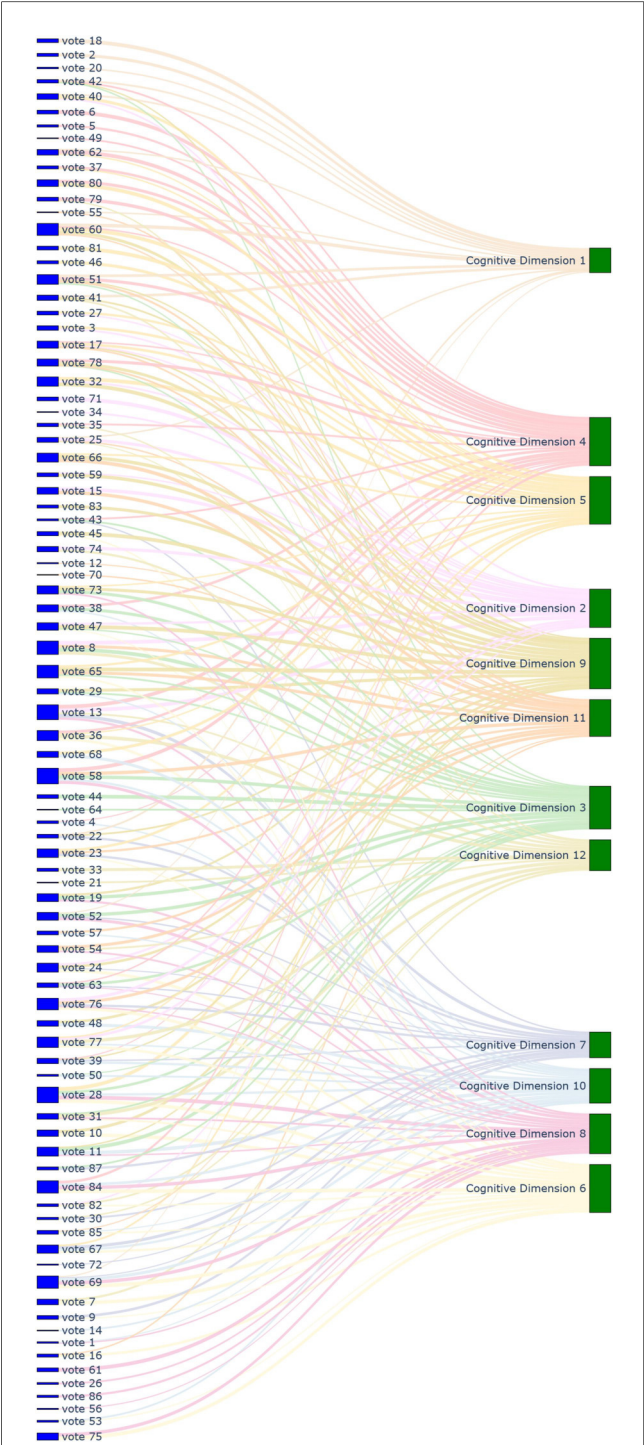 vote 18
vote 2
vote 20
vote 42
vote 40
vote 6
vote 5
vote 49
vote 62
vote 37
vote 80
vote 79
vote 55
vote 60
vote 81
vote 46
vote 51
vote 41
vote 27
vote 3
vote 17
vote 78
vote 32
vote 71
vote 34
vote 35
vote 25
vote 66
vote 59
vote 15
vote 83
vote 43
vote 45
vote 74
vote 12
vote 70
vote 73
vote 38
vote 47
vote 8
vote 65
vote 29
vote 13
vote 36
vote 68
vote 58
vote 44
vote 64
vote 4
vote 22
vote 23
vote 33
vote 21
vote 19
vote 52
vote 57
vote 54
vote 24
vote 63
vote 76
vote 48
vote 77
vote 39
vote 50
vote 28
vote 31
vote 10
vote 11
vote 87
vote 84
vote 82
vote 30
vote 85
vote 67
vote 72
vote 69
vote 7
vote 9
vote 14
vote 1
vote 16
vote 61
vote 26
vote 86
vote 56
vote 53
vote 75
Cognitive Dimension 1
Cognitive Dimension 4
Cognitive Dimension 5
Cognitive Dimension 2
Cognitive Dimension 9
Cognitive Dimension 11
Cognitive Dimension 3
Cognitive Dimension 12
Cognitive Dimension 7
Cognitive Dimension 10
Cognitive Dimension 8
Cognitive Dimension 6